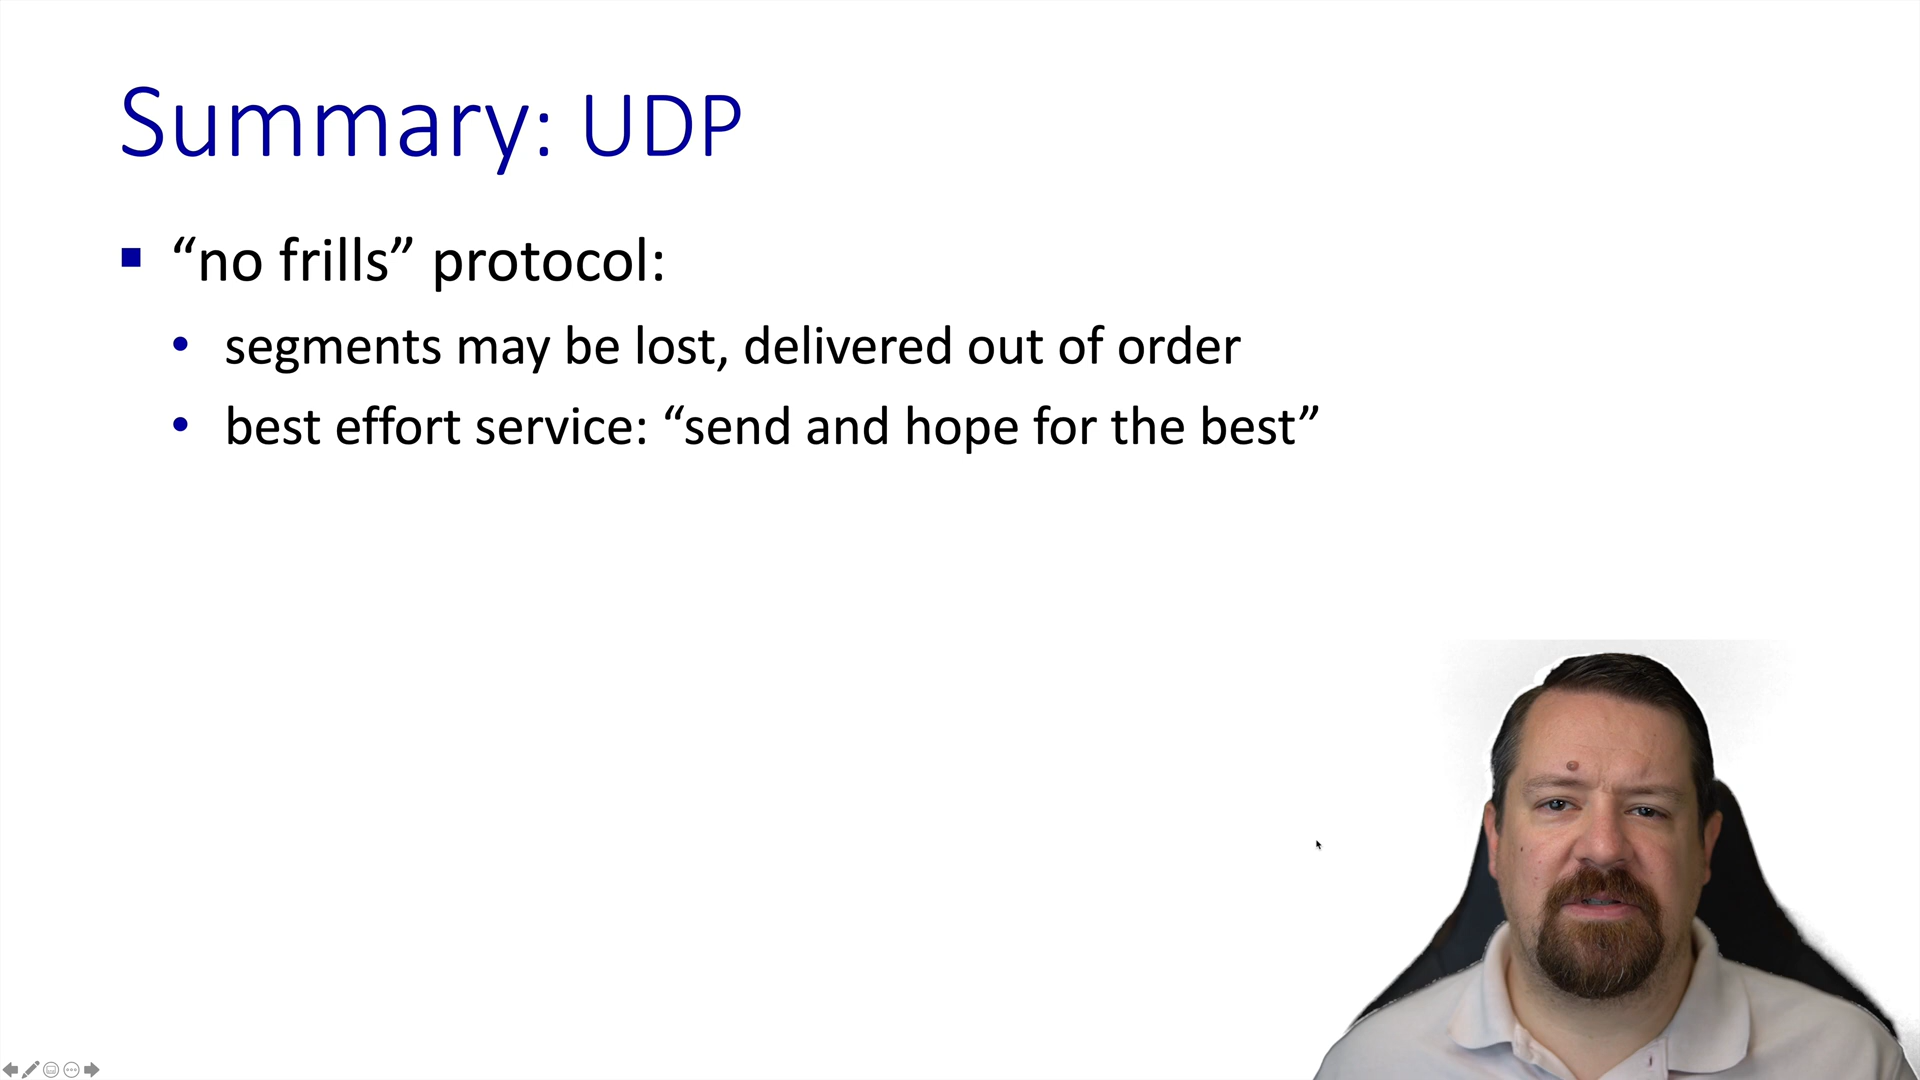 Summary: UDP
“no frills” protocol:
segments may be lost, delivered out of order
best effort service: “send and hope for the best”